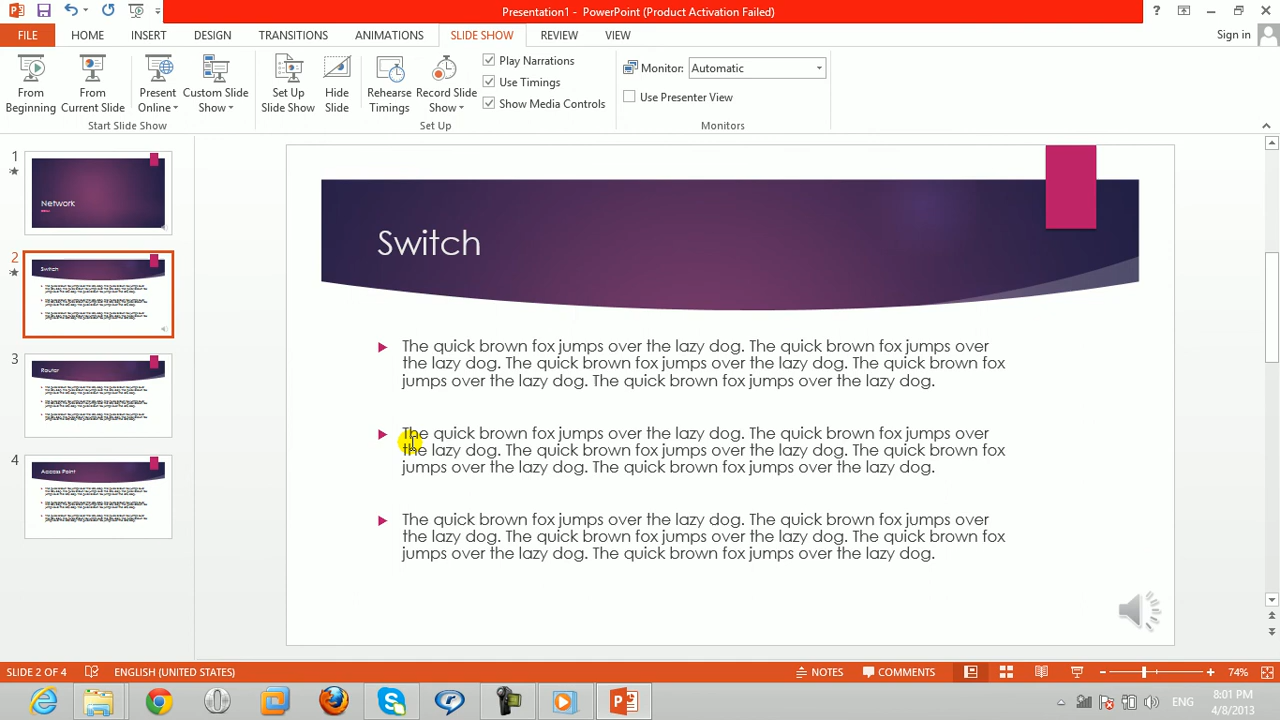 Presentation1 - PowerPoint (Product Activation Failed)
?
FILE HOME INSERT DESIGN TRANSITIONS ANIMATIONS SLIDE SHOW REVIEW VIEW
Sign in
From Beginning
From Current Slide
Present Online
Custom Slide Show
Start Slide Show
Set Up Slide Show
Hide Slide
Rehearse Timings
Record Slide Show
Play Narrations
Use Timings
Show Media Controls
Set Up
Monitor: Automatic
Use Presenter View
Monitors
1
Network
2
Switch
3
Router
4
Access Point
Switch
The quick brown fox jumps over the lazy dog. The quick brown fox jumps over
the lazy dog. The quick brown fox jumps over the lazy dog. The quick brown fox
jumps over the lazy dog. The quick brown fox jumps over the lazy dog.
The quick brown fox jumps over the lazy dog. The quick brown fox jumps over
the lazy dog. The quick brown fox jumps over the lazy dog. The quick brown fox
jumps over the lazy dog. The quick brown fox jumps over the lazy dog.
The quick brown fox jumps over the lazy dog. The quick brown fox jumps over
the lazy dog. The quick brown fox jumps over the lazy dog. The quick brown fox
jumps over the lazy dog. The quick brown fox jumps over the lazy dog.
SLIDE 2 OF 4 ENGLISH (UNITED STATES) NOTES COMMENTS 74%
ENG
8:01 PM
4/8/2013